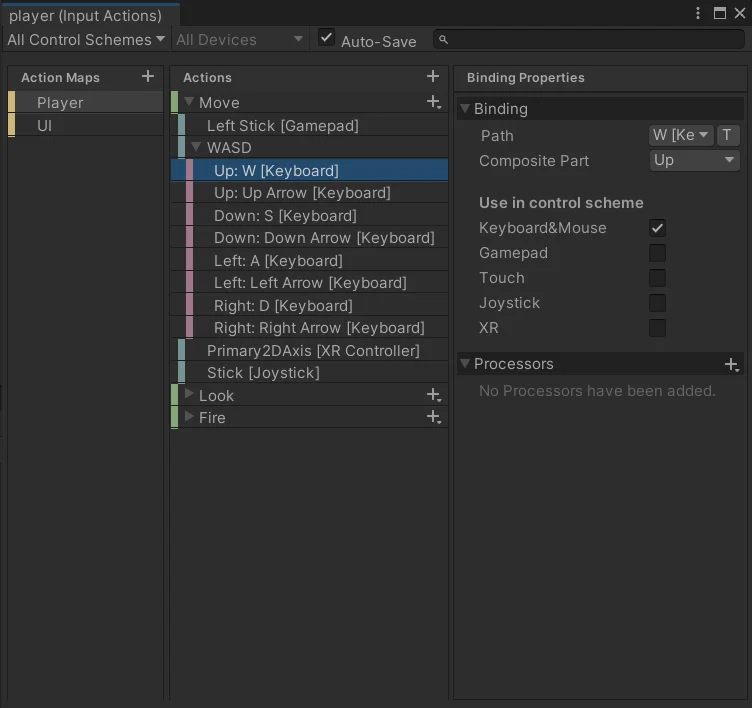 player (Input Actions)
All Control Schemes All Devices Auto-Save
Action Maps
Player
UI
Actions
Move
Left Stick [Gamepad]
WASD
Up: W [Keyboard]
Up: Up Arrow [Keyboard]
Down: S [Keyboard]
Down: Down Arrow [Keyboard]
Left: A [Keyboard]
Left: Left Arrow [Keyboard]
Right: D [Keyboard]
Right: Right Arrow [Keyboard]
Primary2DAxis [XR Controller]
Stick [Joystick]
Look
Fire
Binding Properties
Binding
Path W [Ke T
Composite Part Up
Use in control scheme
Keyboard&Mouse
Gamepad
Touch
Joystick
XR
Processors
No Processors have been added.